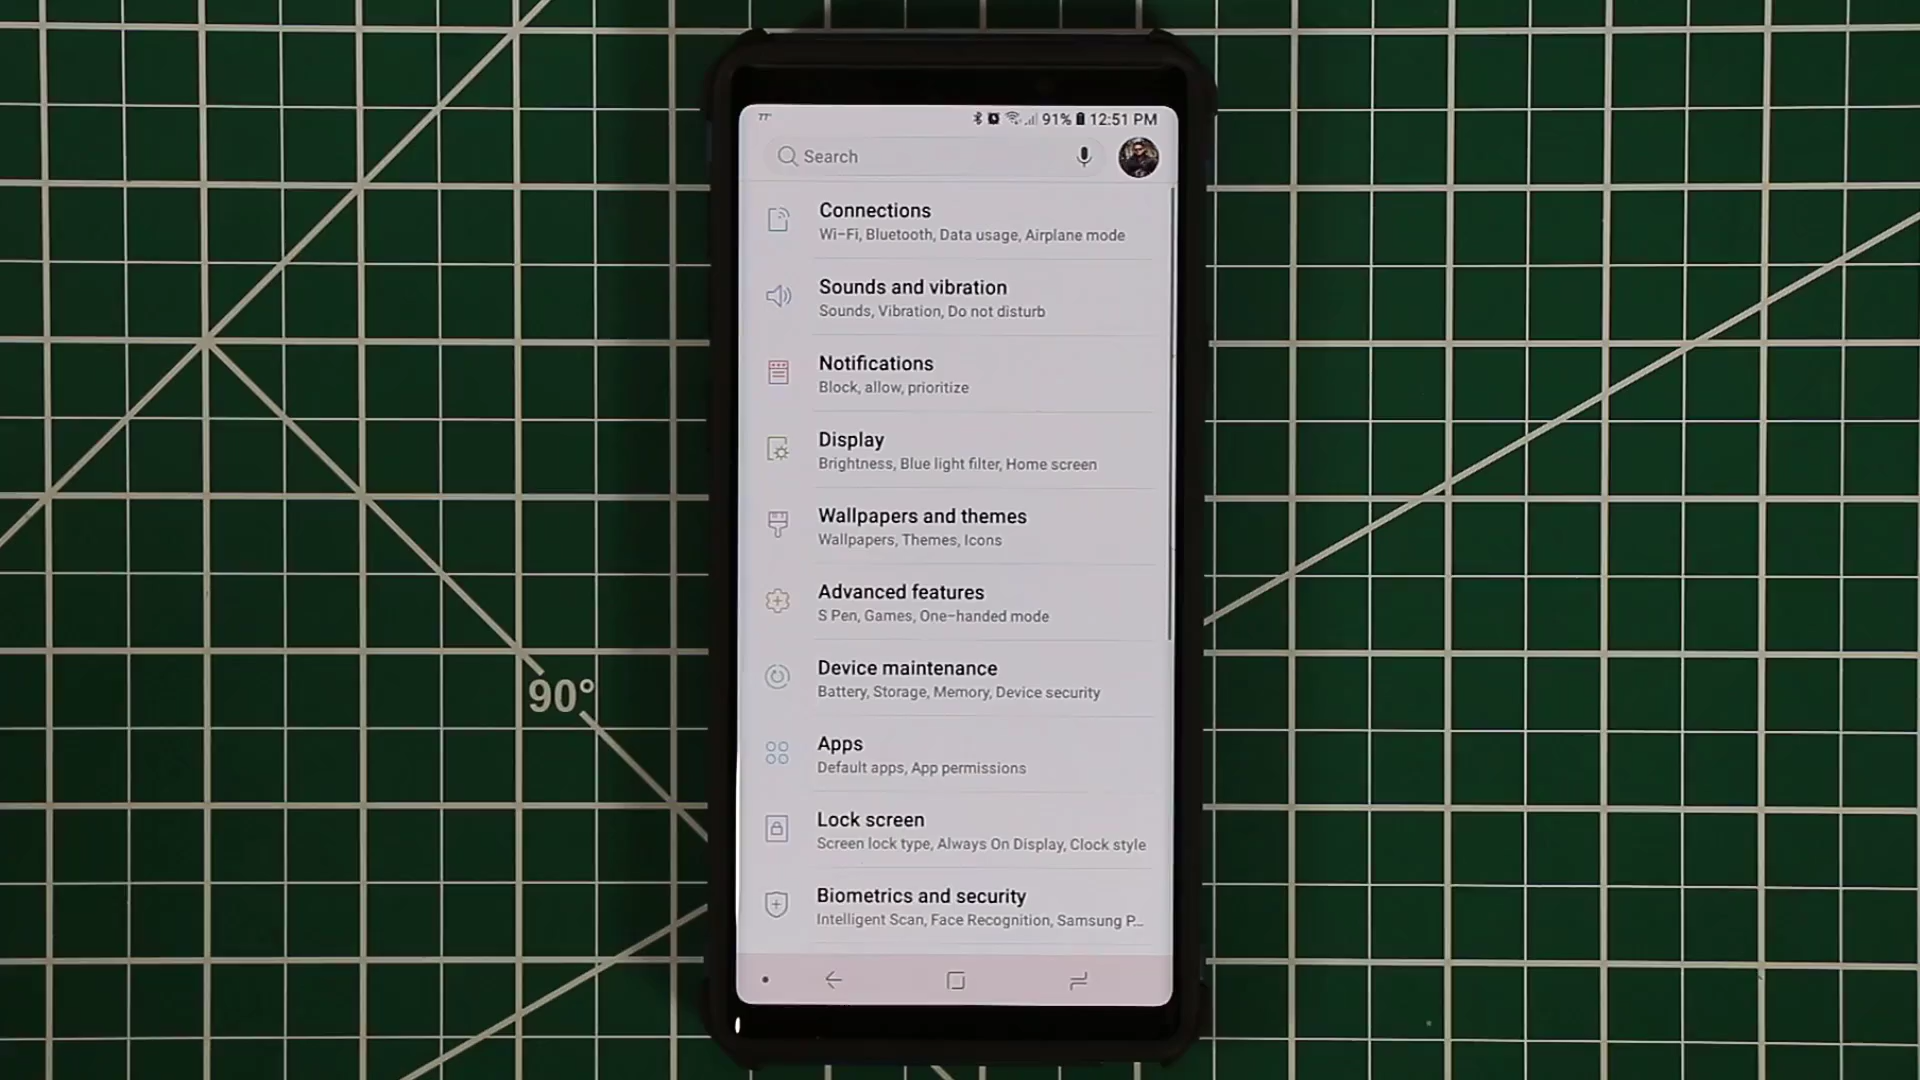 77°
91% 12:51 PM
Search
Connections
Wi-Fi, Bluetooth, Data usage, Airplane mode
Sounds and vibration
Sounds, Vibration, Do not disturb
Notifications
Block, allow, prioritize
Display
Brightness, Blue light filter, Home screen
Wallpapers and themes
Wallpapers, Themes, Icons
Advanced features
S Pen, Games, One-handed mode
Device maintenance
Battery, Storage, Memory, Device security
Apps
Default apps, App permissions
Lock screen
Screen lock type, Always On Display, Clock style
Biometrics and security
Intelligent Scan, Face Recognition, Samsung P...
90°